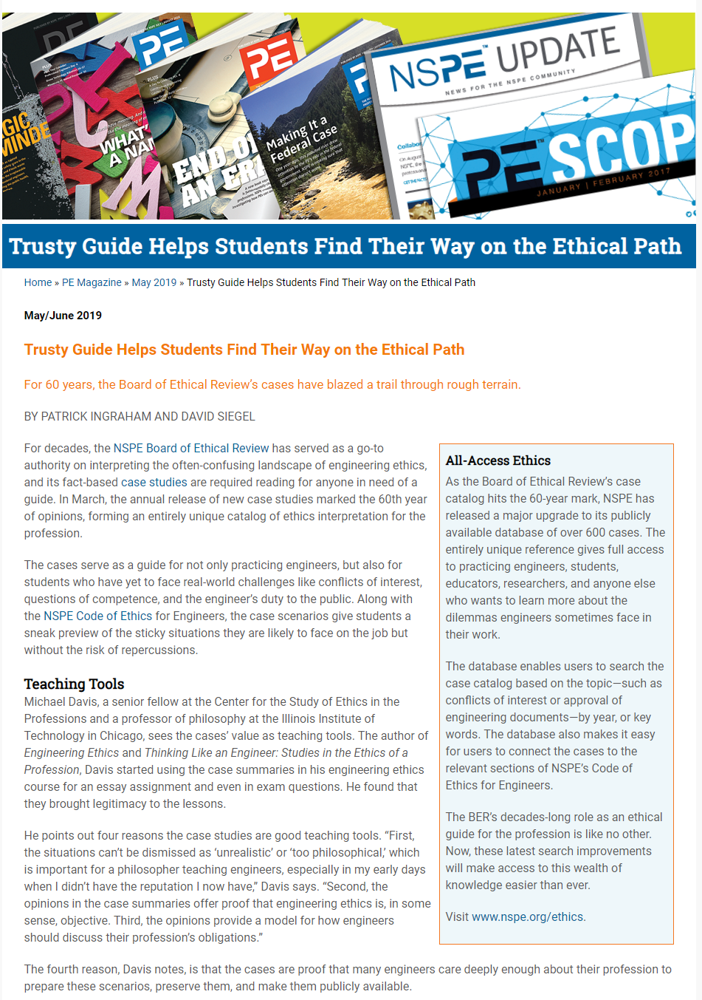 PE
PLUS
PE
WHAT'
A NAM
PLUS
PE
END OF
AN ERA
Making It a
Federal Case
NSPE™ UPDATE
NEWS FOR THE NSPE COMMUNITY
PE™ SCOP
JANUARY | FEBRUARY 2017
Trusty Guide Helps Students Find Their Way on the Ethical Path
Home » PE Magazine » May 2019 » Trusty Guide Helps Students Find Their Way on the Ethical Path
May/June 2019
Trusty Guide Helps Students Find Their Way on the Ethical Path
For 60 years, the Board of Ethical Review’s cases have blazed a trail through rough terrain.
BY PATRICK INGRAHAM AND DAVID SIEGEL
For decades, the NSPE Board of Ethical Review has served as a go-to
authority on interpreting the often-confusing landscape of engineering ethics,
and its fact-based case studies are required reading for anyone in need of a
guide. In March, the annual release of new case studies marked the 60th year
of opinions, forming an entirely unique catalog of ethics interpretation for the
profession.
The cases serve as a guide for not only practicing engineers, but also for
students who have yet to face real-world challenges like conflicts of interest,
questions of competence, and the engineer’s duty to the public. Along with
the NSPE Code of Ethics for Engineers, the case scenarios give students a
sneak preview of the sticky situations they are likely to face on the job but
without the risk of repercussions.
Teaching Tools
Michael Davis, a senior fellow at the Center for the Study of Ethics in the
Professions and a professor of philosophy at the Illinois Institute of
Technology in Chicago, sees the cases’ value as teaching tools. The author of
Engineering Ethics and Thinking Like an Engineer: Studies in the Ethics of a
Profession, Davis started using the case summaries in his engineering ethics
course for an essay assignment and even in exam questions. He found that
they brought legitimacy to the lessons.
He points out four reasons the case studies are good teaching tools. “First,
the situations can’t be dismissed as ‘unrealistic’ or ‘too philosophical,’ which
is important for a philosopher teaching engineers, especially in my early days
when I didn’t have the reputation I now have,” Davis says. “Second, the
opinions in the case summaries offer proof that engineering ethics is, in some
sense, objective. Third, the opinions provide a model for how engineers
should discuss their profession’s obligations.”
All-Access Ethics
As the Board of Ethical Review’s case
catalog hits the 60-year mark, NSPE has
released a major upgrade to its publicly
available database of over 600 cases. The
entirely unique reference gives full access
to practicing engineers, students,
educators, researchers, and anyone else
who wants to learn more about the
dilemmas engineers sometimes face in
their work.
The database enables users to search the
case catalog based on the topic—such as
conflicts of interest or approval of
engineering documents—by year, or key
words. The database also makes it easy
for users to connect the cases to the
relevant sections of NSPE’s Code of
Ethics for Engineers.
The BER’s decades-long role as an ethical
guide for the profession is like no other.
Now, these latest search improvements
will make access to this wealth of
knowledge easier than ever.
Visit www.nspe.org/ethics.
The fourth reason, Davis notes, is that the cases are proof that many engineers care deeply enough about their profession to
prepare these scenarios, preserve them, and make them publicly available.